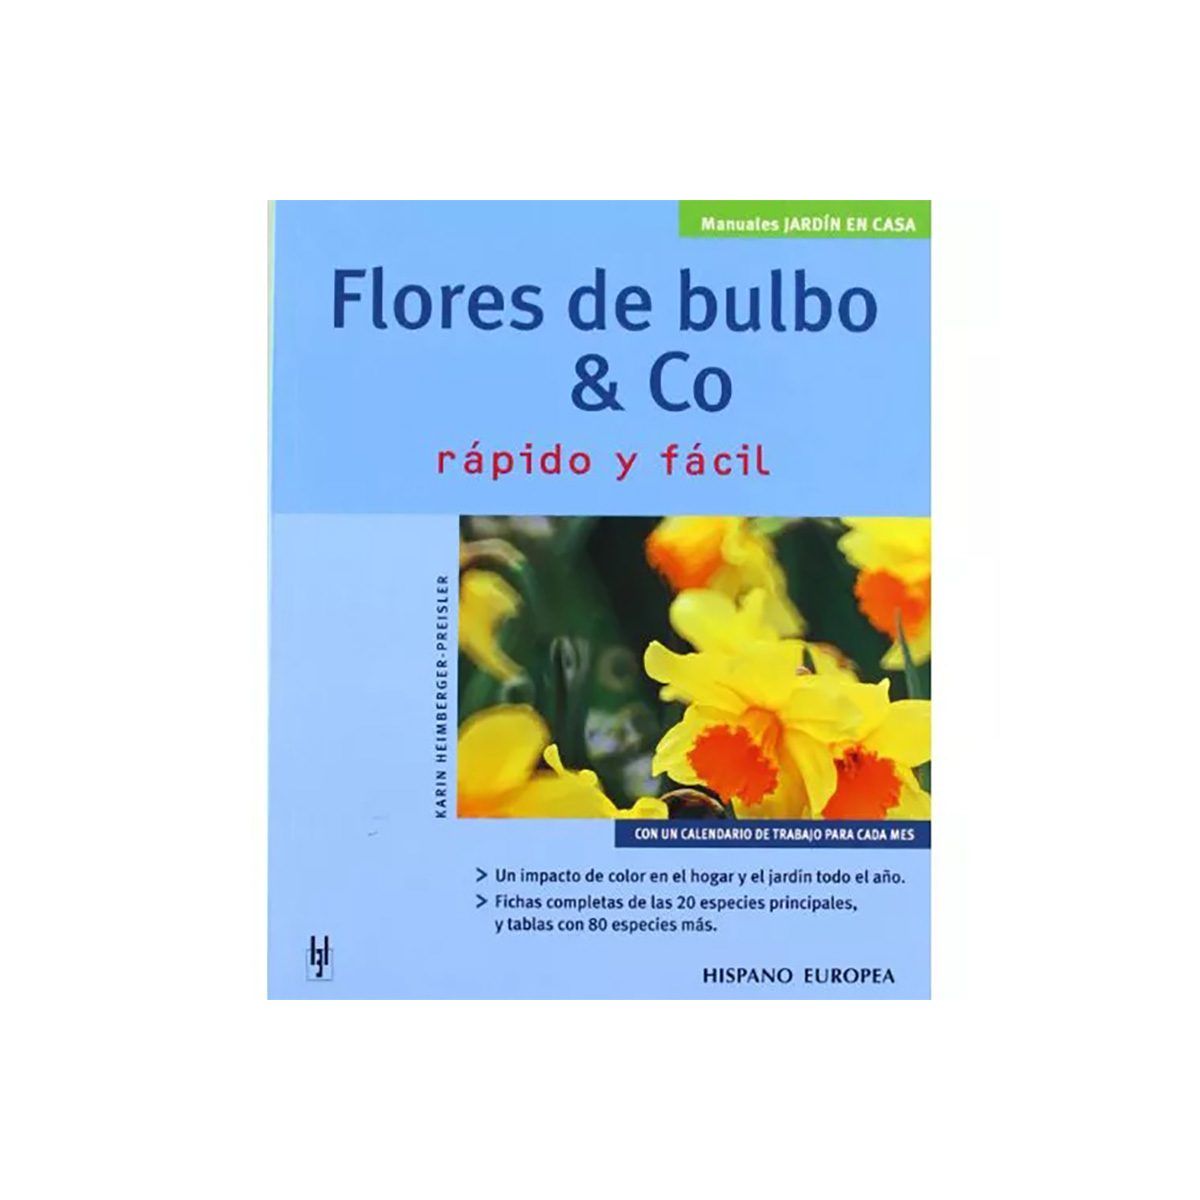 Manuales JARDÍN EN CASA
Flores de bulbo
& Co
rápido y fácil
KARIN HEIMBERGER-PREISLER
CON UN CALENDARIO DE TRABAJO PARA CADA MES
> Un impacto de color en el hogar y el jardín todo el año.
> Fichas completas de las 20 especies principales,
y tablas con 80 especies más.
HISPANO EUROPEA